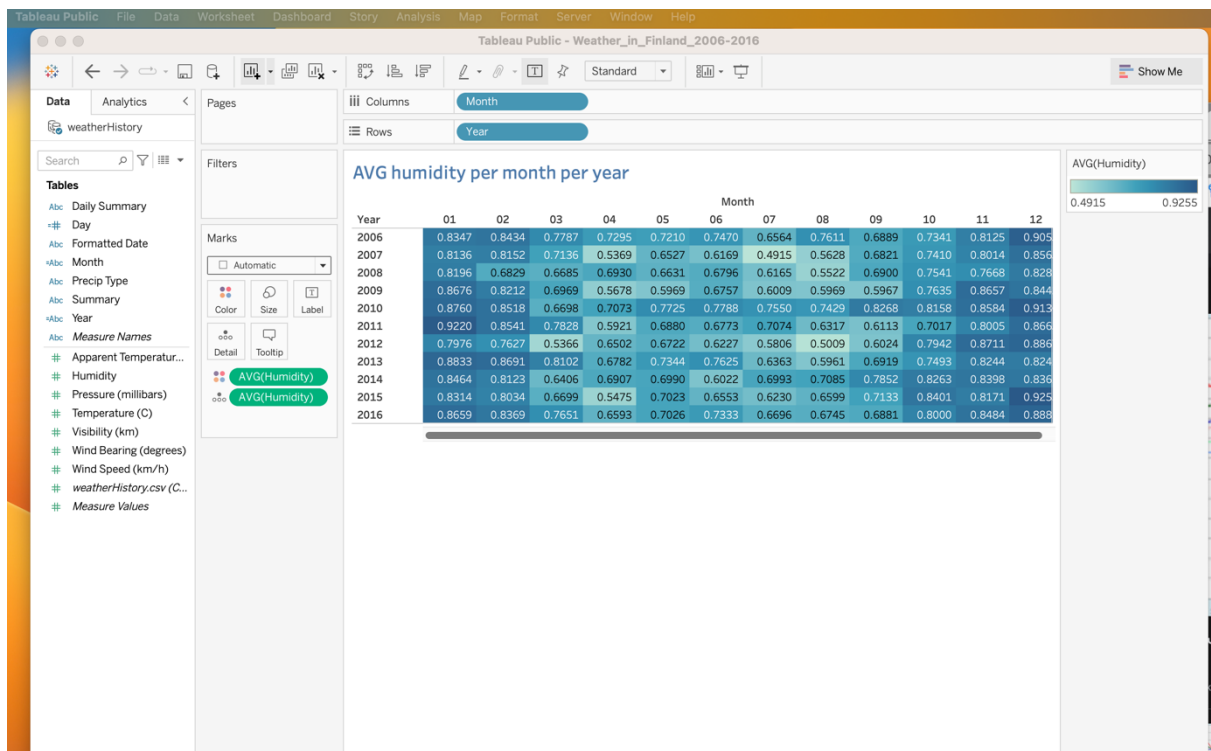 Tableau Public File Data Worksheet Dashboard Story Analysis Map Format Server Window Help
Tableau Public - Weather_in_Finland_2006-2016
Standard
Show Me
Data Analytics
weatherHistory
Search
Tables
Abc Daily Summary
# Day
Abc Formatted Date
Abc Month
Abc Precip Type
Abc Summary
Abc Year
Abc Measure Names
# Apparent Temperatur...
# Humidity
# Pressure (millibars)
# Temperature (C)
# Visibility (km)
# Wind Bearing (degrees)
# Wind Speed (km/h)
# weatherHistory.csv (C...
# Measure Values
Pages
Filters
Marks
Automatic
Color Size Label
Detail Tooltip
AVG(Humidity)
AVG(Humidity)
Columns Month
Rows Year
AVG humidity per month per year
Month
Year 01 02 03 04 05 06 07 08 09 10 11 12
2006 0.8347 0.8434 0.7787 0.7295 0.7210 0.7470 0.6564 0.7611 0.6889 0.7341 0.8125 0.905
2007 0.8136 0.8152 0.7136 0.5369 0.6527 0.6169 0.4915 0.5628 0.6821 0.7410 0.8014 0.856
2008 0.8196 0.6829 0.6685 0.6930 0.6631 0.6796 0.6165 0.5522 0.6900 0.7541 0.7668 0.828
2009 0.8676 0.8212 0.6969 0.5678 0.5969 0.6757 0.6009 0.5969 0.5967 0.7635 0.8657 0.844
2010 0.8760 0.8518 0.6698 0.7073 0.7725 0.7788 0.7550 0.7429 0.8268 0.8158 0.8584 0.913
2011 0.9220 0.8541 0.7828 0.5921 0.6880 0.6773 0.7074 0.6317 0.6113 0.7017 0.8005 0.866
2012 0.7976 0.7627 0.5366 0.6502 0.6722 0.6227 0.5806 0.5009 0.6024 0.7942 0.8711 0.886
2013 0.8833 0.8691 0.8102 0.6782 0.7344 0.7625 0.6363 0.5961 0.6919 0.7493 0.8244 0.824
2014 0.8464 0.8123 0.6406 0.6907 0.6990 0.6022 0.6993 0.7085 0.7852 0.8263 0.8398 0.836
2015 0.8314 0.8034 0.6699 0.5475 0.7023 0.6553 0.6230 0.6599 0.7133 0.8401 0.8171 0.925
2016 0.8659 0.8369 0.7651 0.6593 0.7026 0.7333 0.6696 0.6745 0.6881 0.8000 0.8484 0.888
AVG(Humidity)
0.4915 0.9255